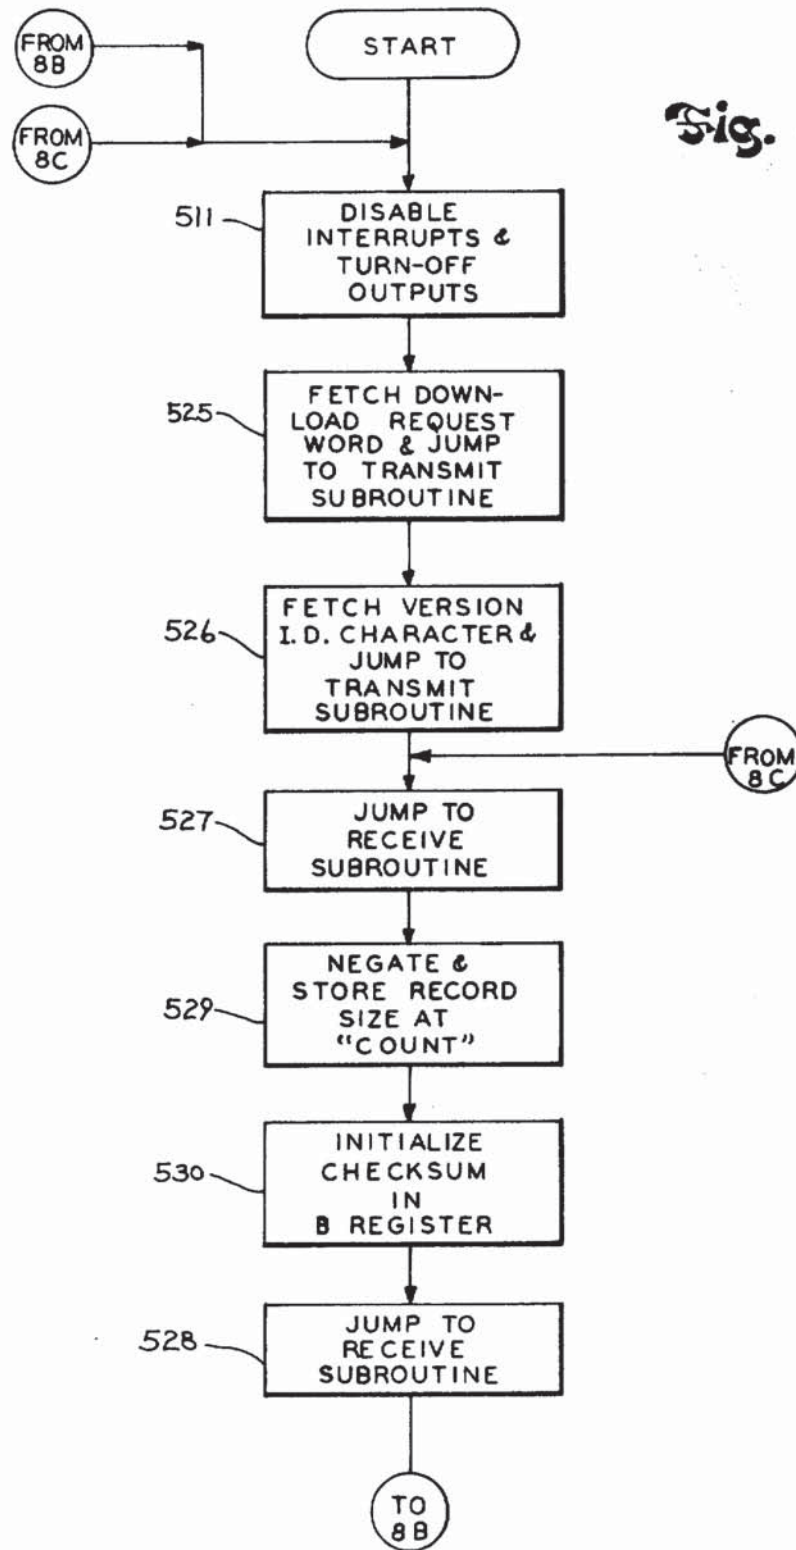 FROM
8B
START
FROM
8C
Fig.
511
DISABLE
INTERRUPTS &
TURN-OFF
OUTPUTS
525
FETCH DOWN-
LOAD REQUEST
WORD & JUMP
TO TRANSMIT
SUBROUTINE
526
FETCH VERSION
I.D. CHARACTER &
JUMP TO
TRANSMIT
SUBROUTINE
FROM
8C
527
JUMP TO
RECEIVE
SUBROUTINE
529
NEGATE &
STORE RECORD
SIZE AT
"COUNT"
530
INITIALIZE
CHECKSUM
IN
B REGISTER
528
JUMP TO
RECEIVE
SUBROUTINE
TO
8B